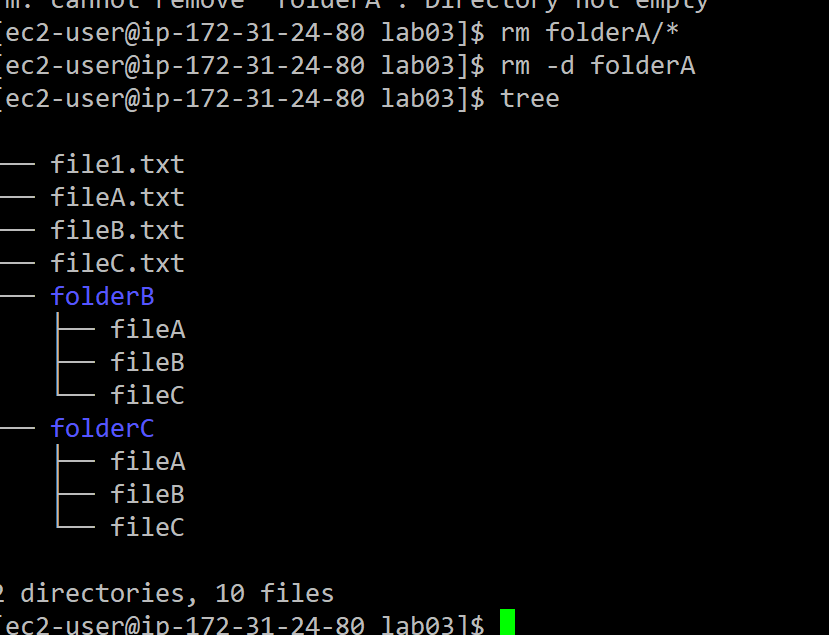 rm: cannot remove 'folderA': Directory not empty
[ec2-user@ip-172-31-24-80 lab03]$ rm folderA/*
[ec2-user@ip-172-31-24-80 lab03]$ rm -d folderA
[ec2-user@ip-172-31-24-80 lab03]$ tree
── file1.txt
── fileA.txt
── fileB.txt
── fileC.txt
── folderB
├── fileA
├── fileB
└── fileC
── folderC
├── fileA
├── fileB
└── fileC
2 directories, 10 files
[ec2-user@ip-172-31-24-80 lab03]$